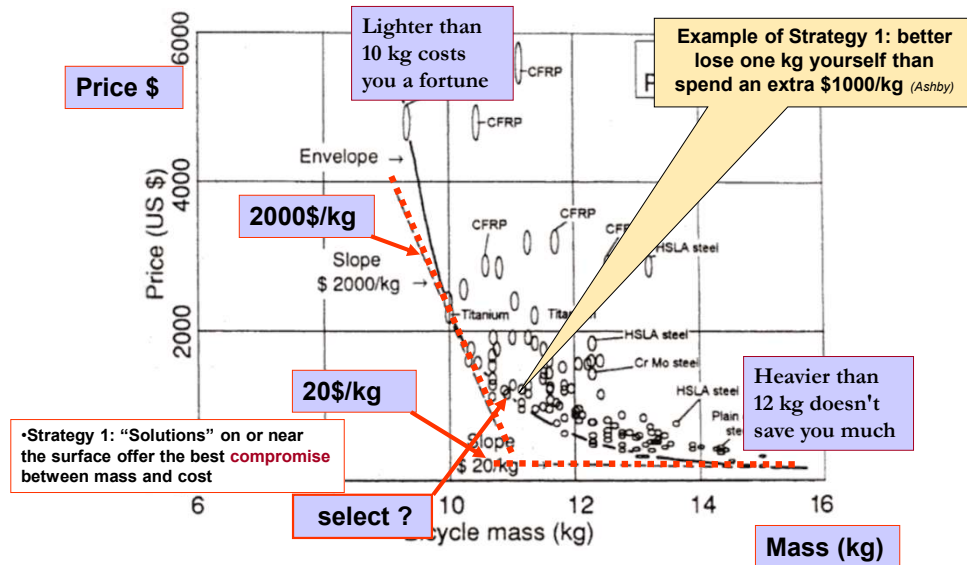 6000
Price $
Lighter than
10 kg costs
you a fortune
Example of Strategy 1: better
lose one kg yourself than
spend an extra $1000/kg (Ashby)
CFRP
CFRP
Envelope →
4000
Price (US $)
2000$/kg
CFRP
CFRP
HSLA steel
Slope
$ 2000/kg →
Titanium
2000
HSLA steel
Cr Mo steel
20$/kg
HSLA steel
Plain
Heavier than
12 kg doesn't
save you much
•Strategy 1: “Solutions” on or near
the surface offer the best compromise
between mass and cost
Slope
$ 20/kg
6
10
12
14
16
select ?
mass (kg)
Mass (kg)